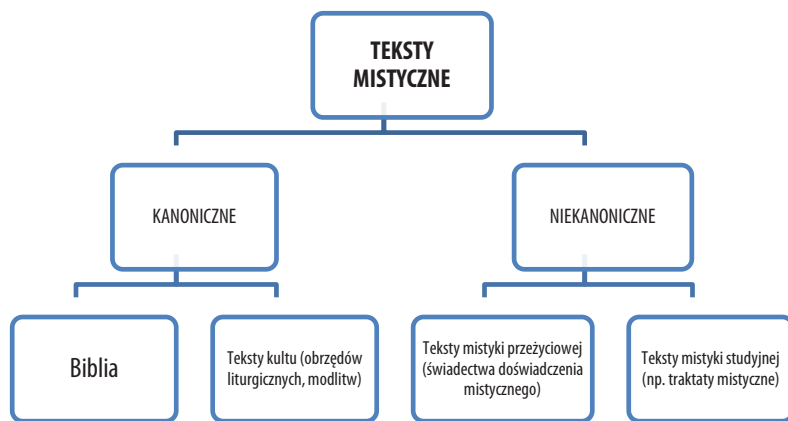 TEKSTY
MISTYCZNE
KANONICZNE
NIEKANONICZNE
Biblia
Teksty kultu (obrzędów
liturgicznych, modlitw)
Teksty mistyki przeżyciowej
(świadectwa doświadczenia
mistycznego)
Teksty mistyki studyjnej
(np. traktaty mistyczne)